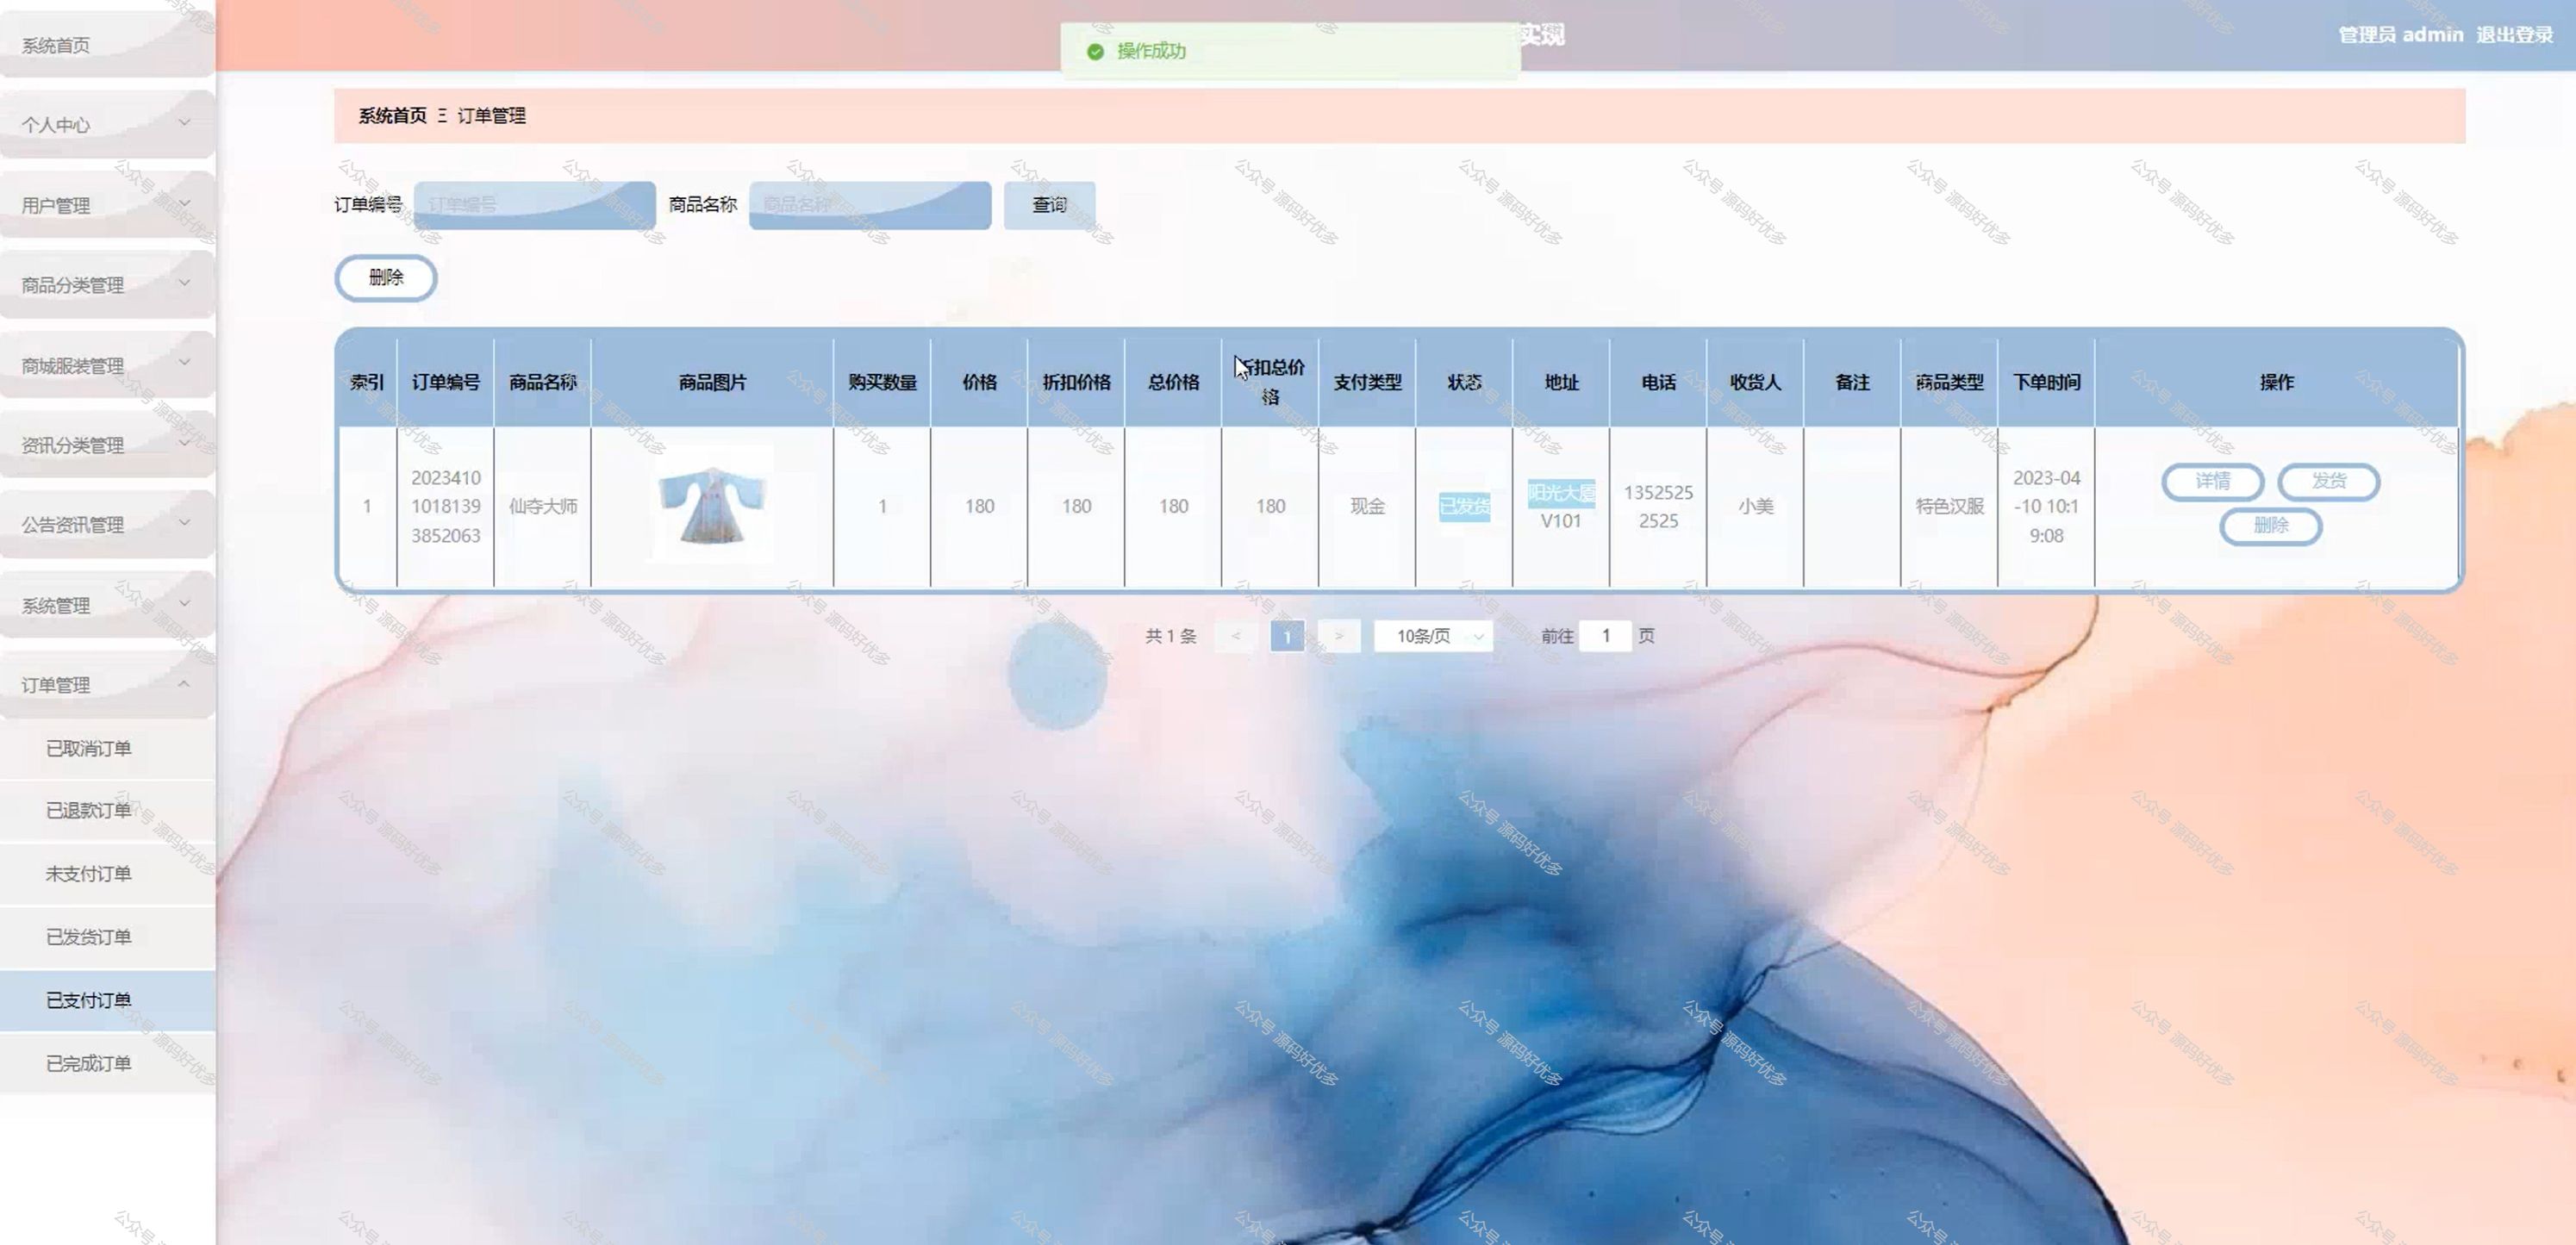 实现
管理员 admin 退出登录
操作成功
系统首页
个人中心
用户管理
商品分类管理
商城服装管理
资讯分类管理
公告资讯管理
系统管理
订单管理
已取消订单
已退款订单
未支付订单
已发货订单
已支付订单
已完成订单
系统首页 Ξ 订单管理
订单编号 订单编号 商品名称 商品名称 查询
删除
索引 订单编号 商品名称 商品图片 购买数量 价格 折扣价格 总价格 折扣总价格 支付类型 状态 地址 电话 收货人 备注 商品类型 下单时间 操作
1
2023410
1018139
3852063
仙夺大师
1
180
180
180
180
现金
已发货
阳光大厦
V101
1352525
2525
小美
特色汉服
2023-04
-10 10:1
9:08
详情 发货
删除
共 1 条 < 1 > 10条/页 前往 1 页
公众号 源码好优多